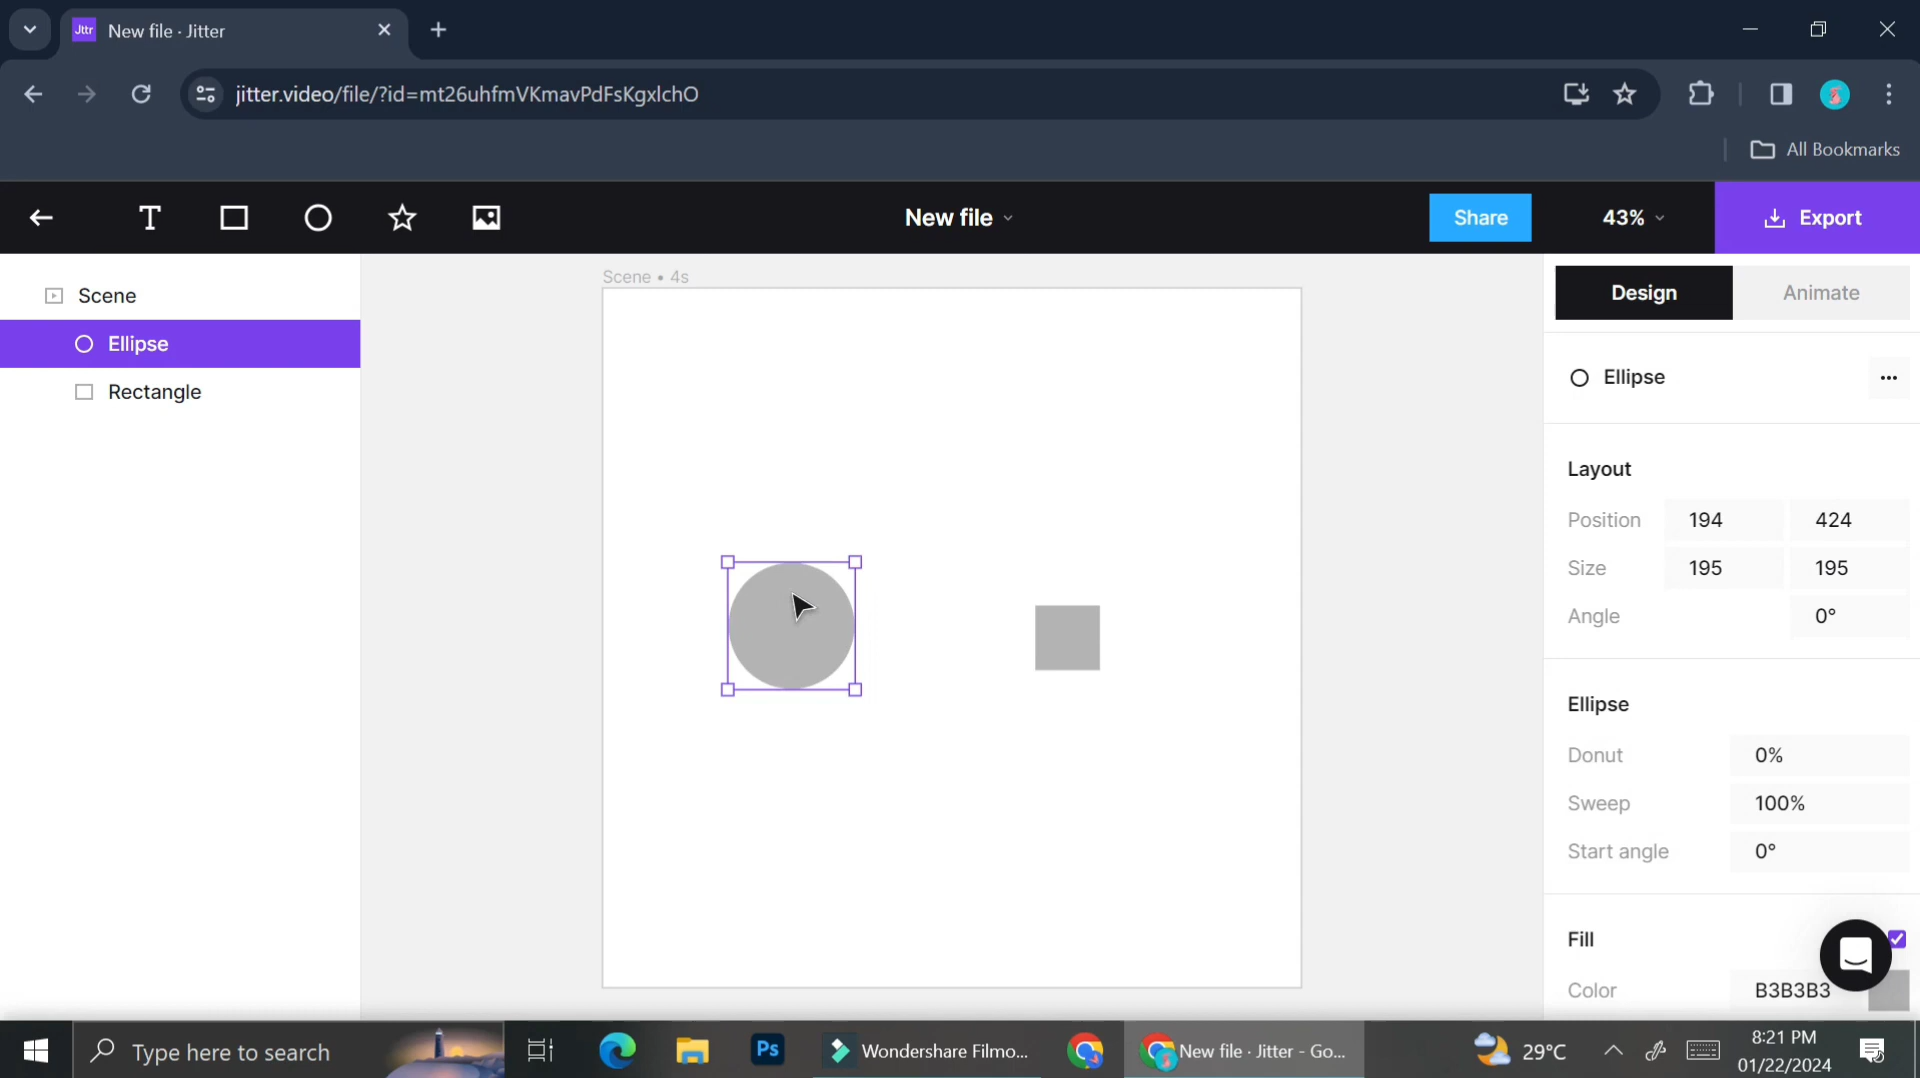 Jttr New file · Jitter
jitter.video/file/?id=mt26uhfmVKmavPdFsKgxlchO
All Bookmarks
T New file Share 43% Export
Scene
Ellipse
Rectangle
Scene • 4s
Design Animate
Ellipse
Layout
Position 194 424
Size 195 195
Angle 0°
Ellipse
Donut 0%
Sweep 100%
Start angle 0°
Fill
Color B3B3B3
Type here to search
Ps
Wondershare Filmo...
New file · Jitter - Go...
29°C
8:21 PM
01/22/2024